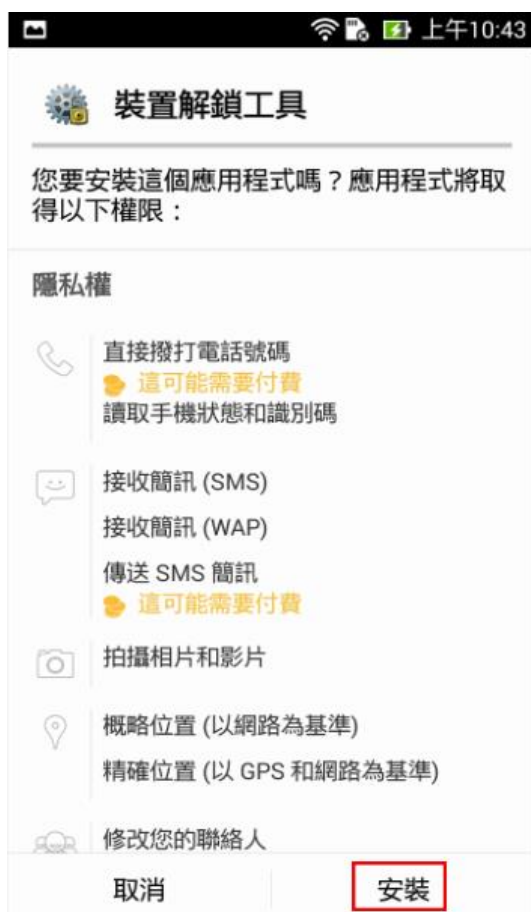 上午10:43
裝置解鎖工具
您要安裝這個應用程式嗎？應用程式將取
得以下權限：
隱私權
直接撥打電話號碼
這可能需要付費
讀取手機狀態和識別碼
接收簡訊 (SMS)
接收簡訊 (WAP)
傳送 SMS 簡訊
這可能需要付費
拍攝相片和影片
概略位置 (以網路為基準)
精確位置 (以 GPS 和網路為基準)
修改您的聯絡人
取消
安裝